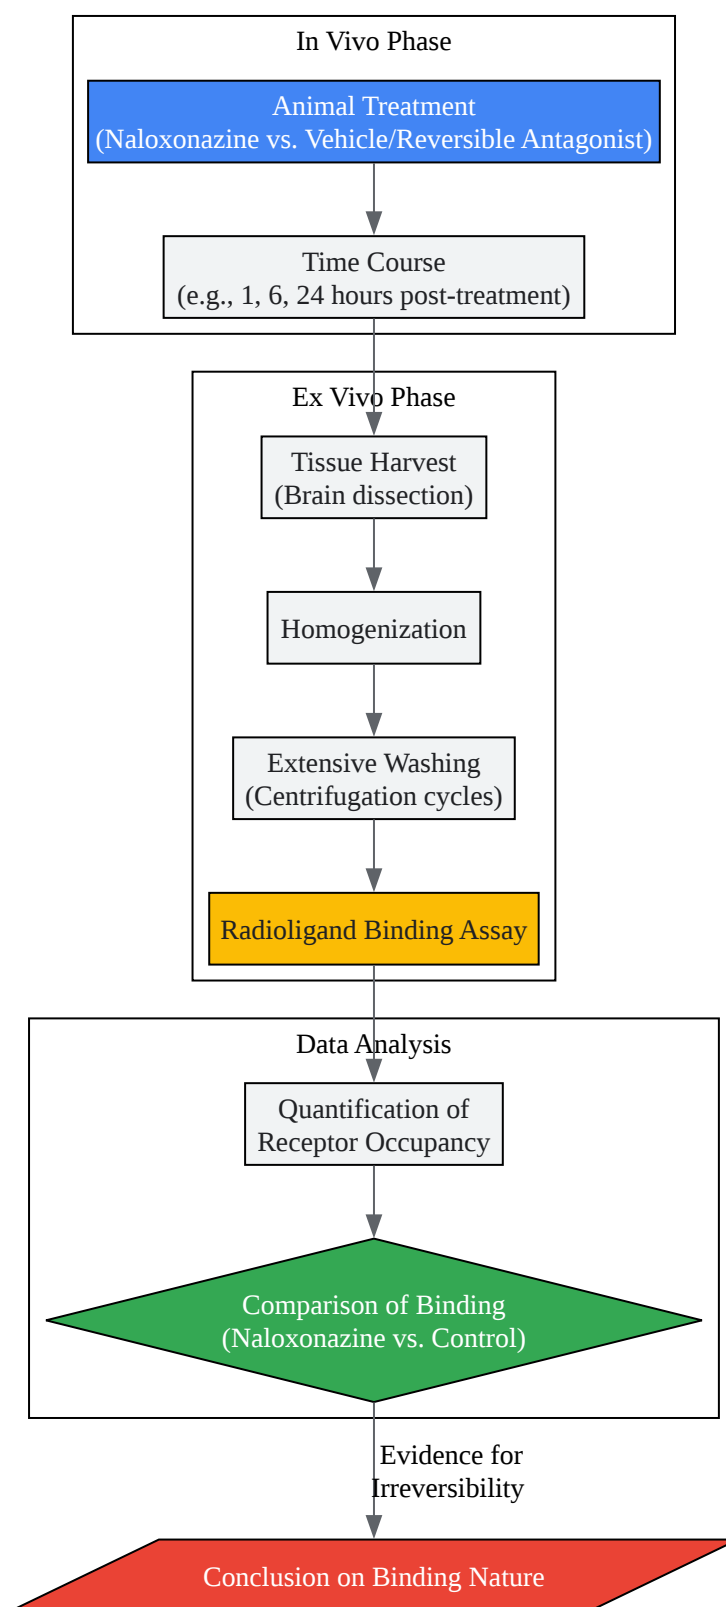 In Vivo Phase
Animal Treatment
(Naloxonazine vs. Vehicle/Reversible Antagonist)
Time Course
(e.g., 1, 6, 24 hours post-treatment)
Ex Vivo Phase
Tissue Harvest
(Brain dissection)
Homogenization
Extensive Washing
(Centrifugation cycles)
Radioligand Binding Assay
Data Analysis
Quantification of
Receptor Occupancy
Comparison of Binding
(Naloxonazine vs. Control)
Evidence for
Irreversibility
Conclusion on Binding Nature